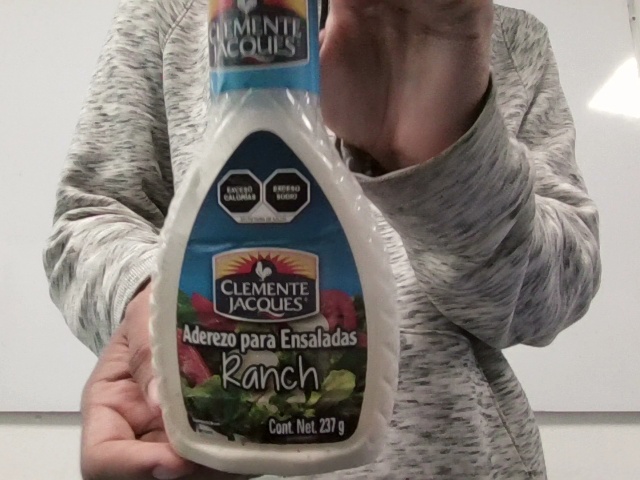 CLEMENTE
JACQUES
EXCESO
CALORÍAS
EXCESO
SODIO
CLEMENTE
JACQUES®
Aderezo para Ensaladas
Ranch
Cont. Net. 237 g